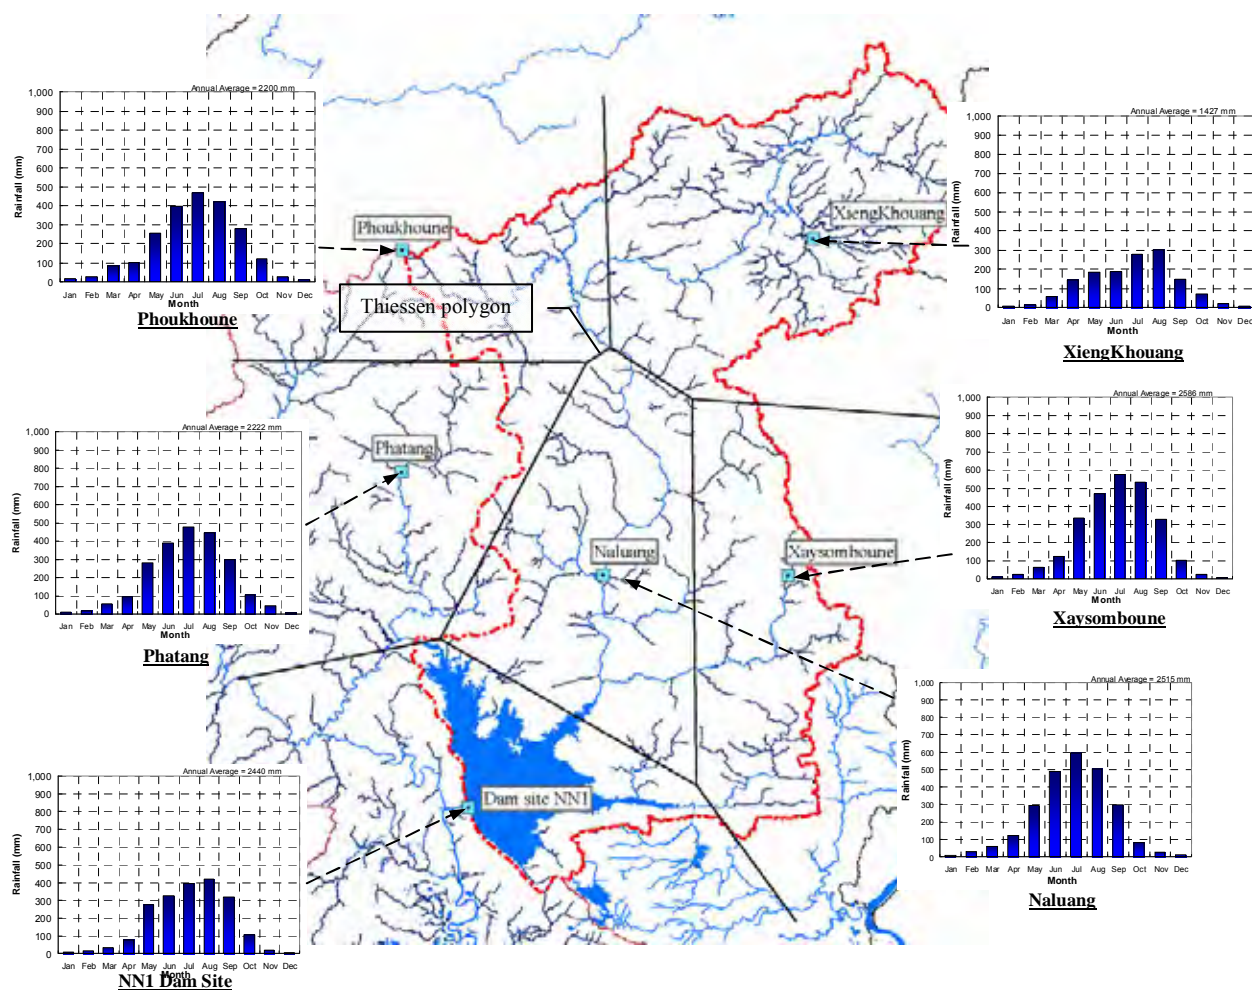 Annual Average = 2200 mm
1,000
900
800
700
600
500
400
300
200
100
0
Rainfall (mm)
Jan Feb Mar Apr May Jun Jul Aug Sep Oct Nov Dec
Month
Phoukhoune
Annual Average = 1427 mm
1,000
900
800
700
600
500
400
300
200
100
0
Rainfall (mm)
Jan Feb Mar Apr May Jun Jul Aug Sep Oct Nov Dec
Month
XiengKhouang
Phoukhoune
XiengKhouang
Thiessen polygon
Annual Average = 2222 mm
1,000
900
800
700
600
500
400
300
200
100
0
Rainfall (mm)
Jan Feb Mar Apr May Jun Jul Aug Sep Oct Nov Dec
Month
Phatang
Annual Average = 2586 mm
1,000
900
800
700
600
500
400
300
200
100
0
Rainfall (mm)
Jan Feb Mar Apr May Jun Jul Aug Sep Oct Nov Dec
Month
Xaysomboune
Phatang
Naluang
Xaysomboune
Annual Average = 2515 mm
1,000
900
800
700
600
500
400
300
200
100
0
Rainfall (mm)
Jan Feb Mar Apr May Jun Jul Aug Sep Oct Nov Dec
Month
Naluang
Dam site NN1
Annual Average = 2440 mm
1,000
900
800
700
600
500
400
300
200
100
0
Rainfall (mm)
Jan Feb Mar Apr May Jun Jul Aug Sep Oct Nov Dec
Month
NN1 Dam Site